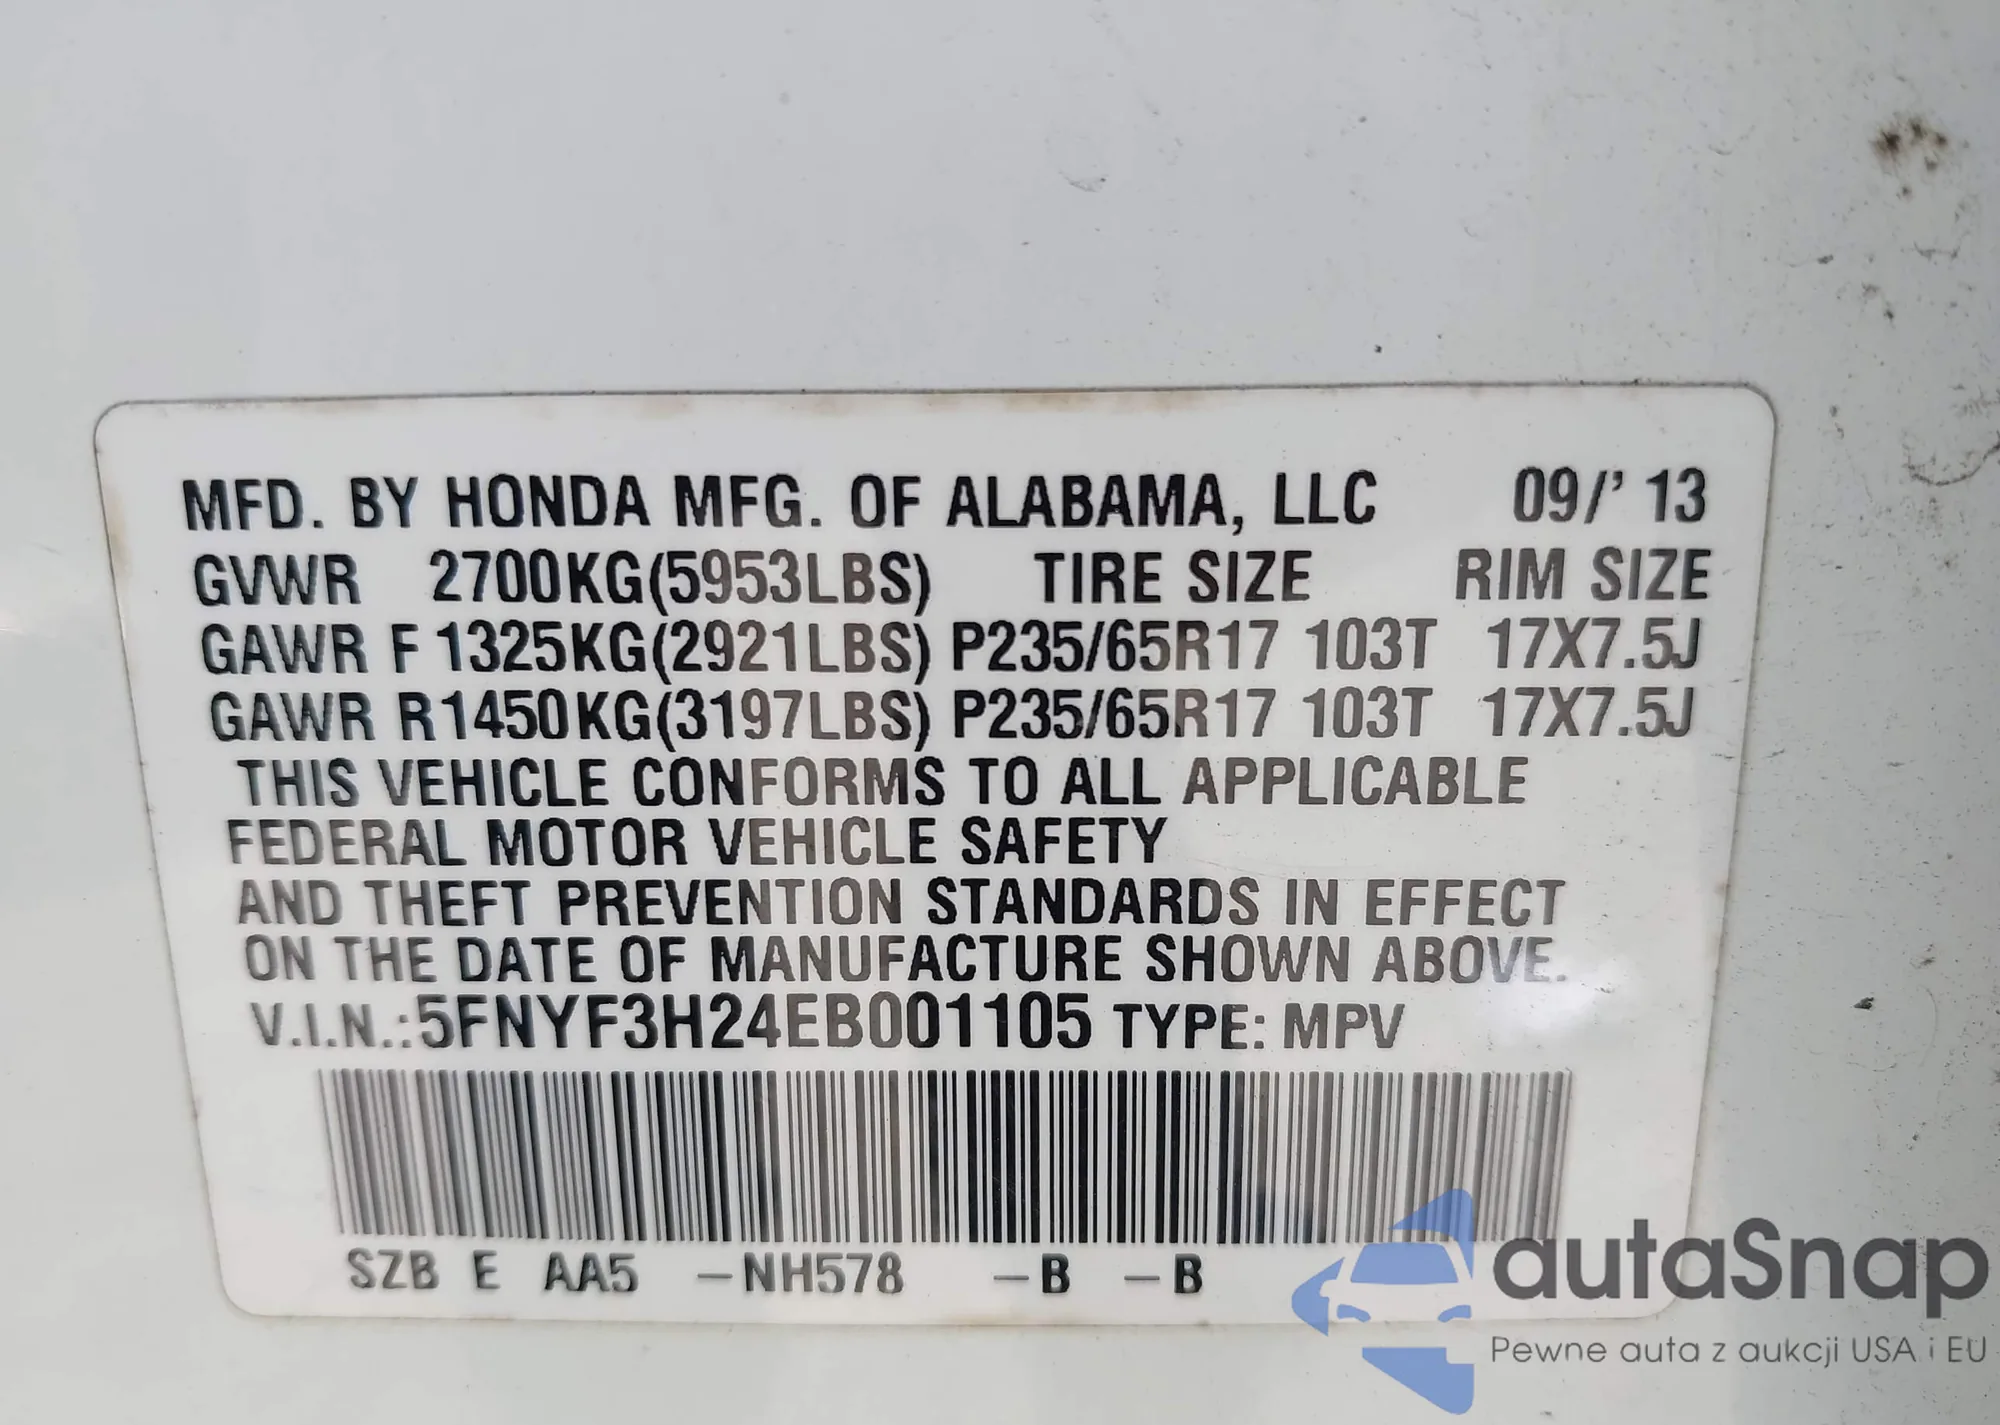 MFD. BY HONDA MFG. OF ALABAMA, LLC 09/' 13
GVWR 2700KG(5953LBS) TIRE SIZE RIM SIZE
GAWR F 1325KG(2921LBS) P235/65R17 103T 17X7.5J
GAWR R1450KG(3197LBS) P235/65R17 103T 17X7.5J
THIS VEHICLE CONFORMS TO ALL APPLICABLE
FEDERAL MOTOR VEHICLE SAFETY
AND THEFT PREVENTION STANDARDS IN EFFECT
ON THE DATE OF MANUFACTURE SHOWN ABOVE.
V.I.N.:5FNYF3H24EB001105 TYPE: MPV
SZB E AA5 –NH578 –B –B
autaSnap
Pewne auta z aukcji USA i EU